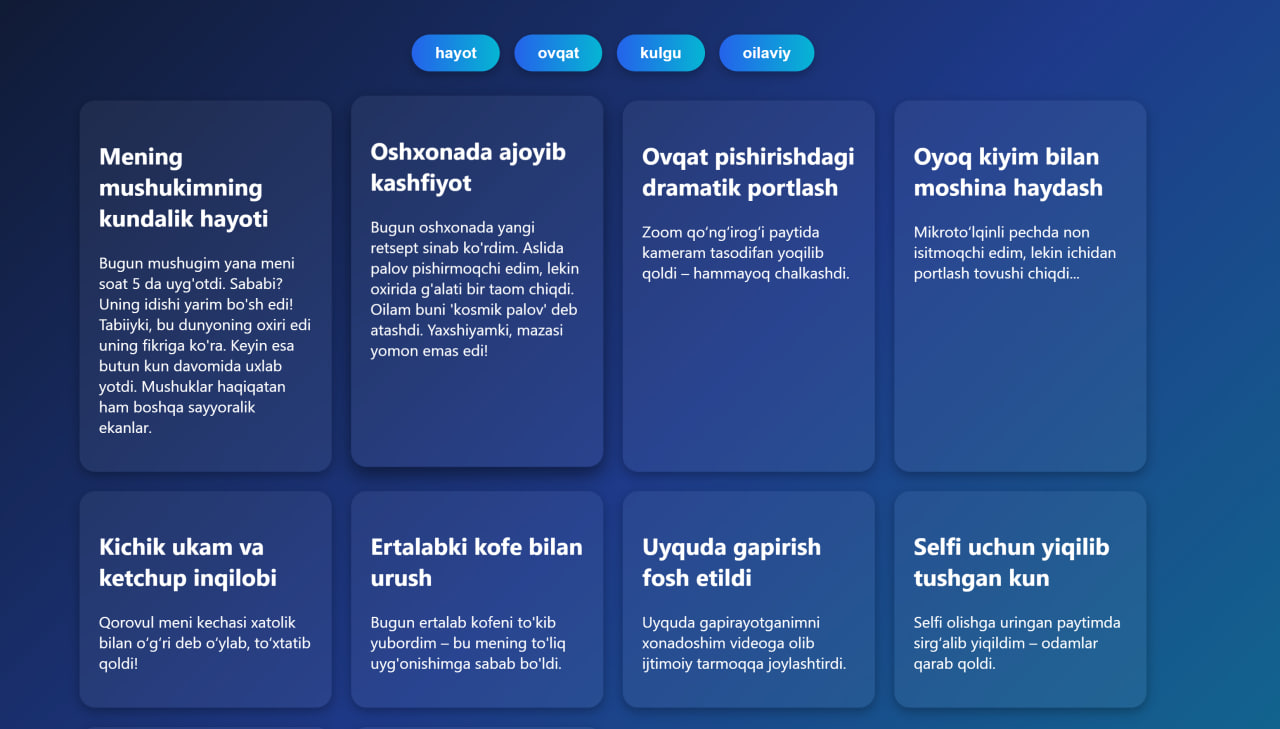 hayot
ovqat
kulgu
oilaviy
Mening
mushukimning
kundalik hayoti
Bugun mushugim yana meni
soat 5 da uyg'otdi. Sababi?
Uning idishi yarim bo'sh edi!
Tabiiyki, bu dunyoning oxiri edi
uning fikriga ko'ra. Keyin esa
butun kun davomida uxlab
yotdi. Mushuklar haqiqatan
ham boshqa sayyoralik
ekanlar.
Oshxonada ajoyib
kashfiyot
Bugun oshxonada yangi
retsept sinab ko'rdim. Aslida
palov pishirmoqchi edim, lekin
oxirida g'alati bir taom chiqdi.
Oilam buni 'kosmik palov' deb
atashdi. Yaxshiyamki, mazasi
yomon emas edi!
Ovqat pishirishdagi
dramatik portlash
Zoom qo‘ng‘irog‘i paytida
kameram tasodifan yoqilib
qoldi – hammayoq chalkashdi.
Oyoq kiyim bilan
moshina haydash
Mikroto‘lqinli pechda non
isitmoqchi edim, lekin ichidan
portlash tovushi chiqdi...
Kichik ukam va
ketchup inqilobi
Qorovul meni kechasi xatolik
bilan o‘g‘ri deb o‘ylab, to‘xtatib
qoldi!
Ertalabki kofe bilan
urush
Bugun ertalab kofeni to'kib
yubordim – bu mening to'liq
uyg'onishimga sabab bo'ldi.
Uyquda gapirish
fosh etildi
Uyquda gapirayotganimni
xonadoshim videoga olib
ijtimoiy tarmoqqa joylashtirdi.
Selfi uchun yiqilib
tushgan kun
Selfi olishga uringan paytimda
sirg‘alib yiqildim – odamlar
qarab qoldi.